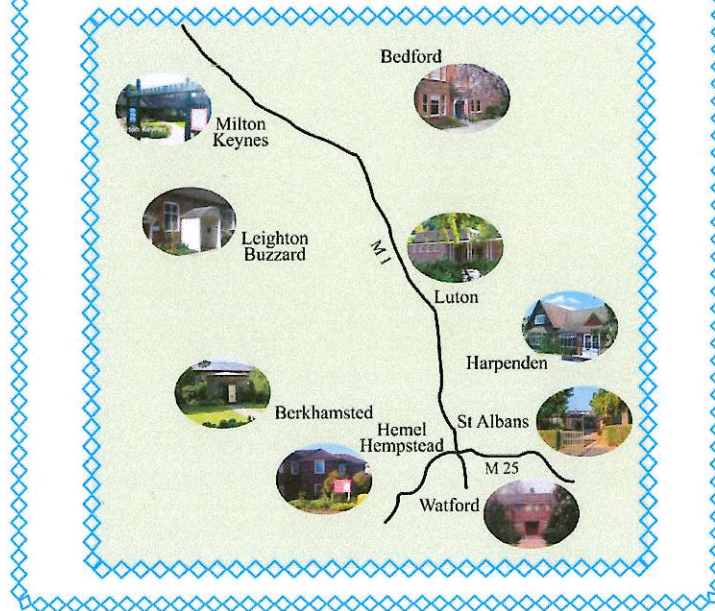 Bedford
Milton
Keynes
Leighton
Buzzard
M 1
Luton
Harpenden
Berkhamsted
St Albans
Hemel
Hempstead
M 25
Watford